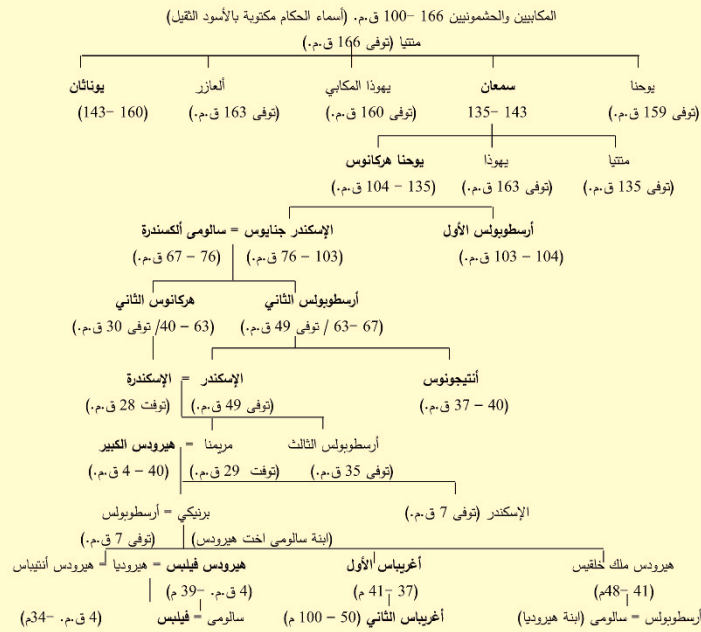 المكابيين والحشمونيين 166 –100 ق.م. (أسماء الحكام مكتوبة بالأسود الثقيل)
متتيا (توفى 166 ق.م.)
يوحنا سمعان يهوذا المكابي ألعازر يوناثان
(توفى 159 ق.م.) 143 –135 (توفى 160 ق.م.) (توفى 163 ق.م.) (160 –143)
متتيا يهوذا يوحنا هركانوس
(توفى 135 ق.م.) (توفى 163 ق.م.) (135 – 104 ق.م.)
أرسطوبولس الأول الإسكندر جنايوس = سالومى ألكسندرة
(104 – 103 ق.م.) (103 – 76 ق.م.) (76 – 67 ق.م.)
أرسطوبولس الثاني هركانوس الثاني
(67 –63 / توفى 49 ق.م.) (63 – 40/ توفى 30 ق.م.)
أنتيجونوس الإسكندر = الإسكندرة
(40 – 37 ق.م.) (توفى 49 ق.م.) (توفت 28 ق.م.)
أرسطوبولس الثالث مريمنا = هيرودس الكبير
(توفى 35 ق.م.) (توفت 29 ق.م.) (40 – 4 ق.م.)
الإسكندر (توفى 7 ق.م.) برنيكي = أرسطوبولس
(ابنة سالومى اخت هيرودس) (توفى 7 ق.م.)
هيرودس ملك خلقيس أغريباس الأول هيرودس فيلبس = هيروديا = هيرودس أنتيباس
(41 –48م) (37 –41 م) (4 ق.م. –39 م)
أرسطوبولس = سالومى (ابنة هيروديا) أغريباس الثاني (50 – 100 م) سالومى = فيلبس (4 ق.م. –34م)